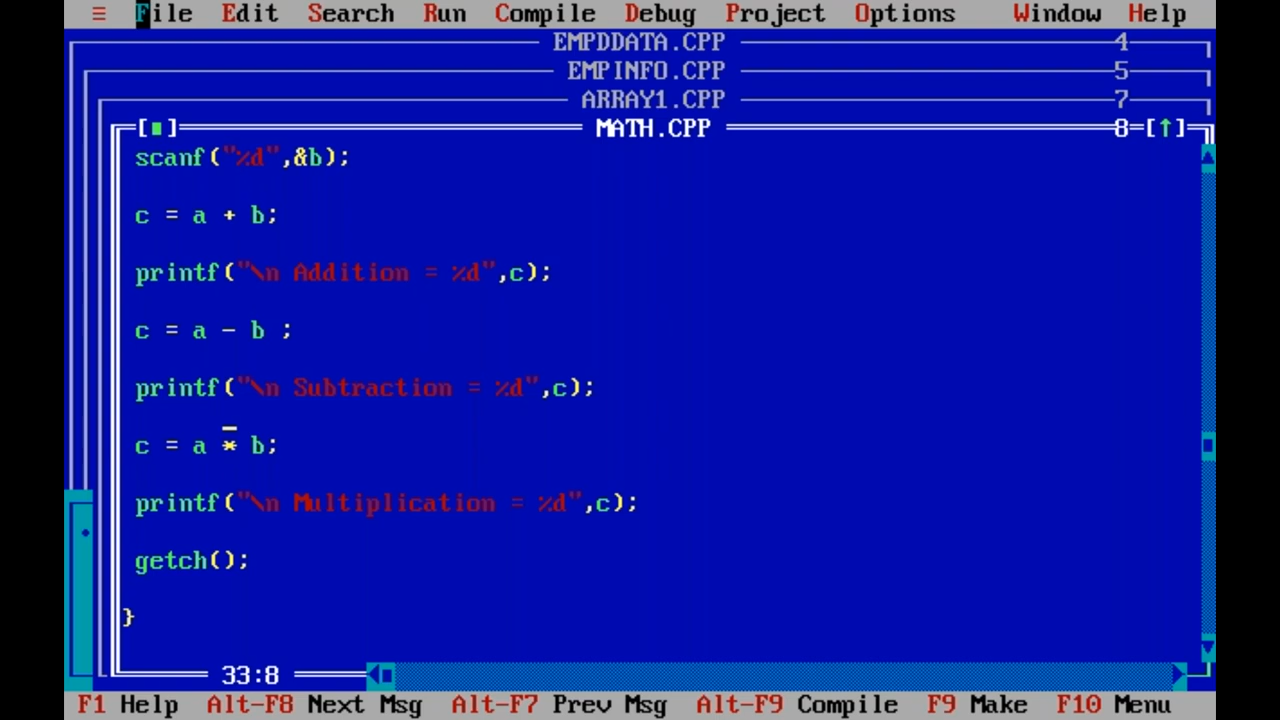 ≡ File Edit Search Run Compile Debug Project Options Window Help
EMPDDATA.CPP 4
EMPINFO.CPP 5
ARRAY1.CPP 7
[■] MATH.CPP 8=[↑]
scanf("%d",&b);
c = a + b;
printf("\n Addition = %d",c);
c = a - b ;
printf("\n Subtraction = %d",c);
c = a * b;
printf("\n Multiplication = %d",c);
getch();
}
33:8
F1 Help Alt-F8 Next Msg Alt-F7 Prev Msg Alt-F9 Compile F9 Make F10 Menu